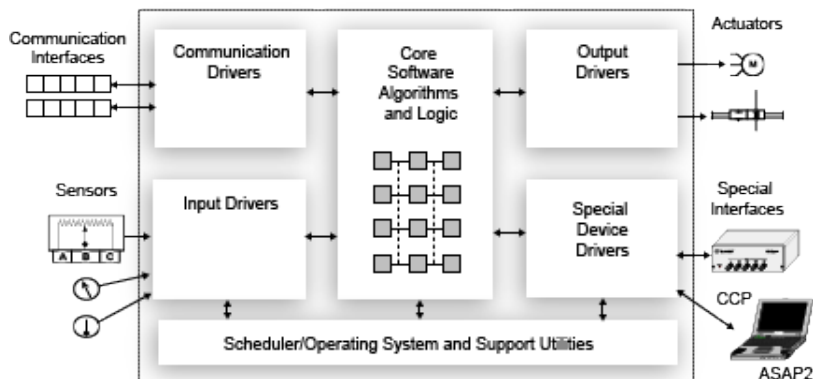 Communication
Interfaces
Communication
Drivers
Core
Software
Algorithms
and Logic
Output
Drivers
Actuators
M
Sensors
A B C
Input Drivers
Special
Device
Drivers
Special
Interfaces
CCP
ASAP2
Scheduler/Operating System and Support Utilities